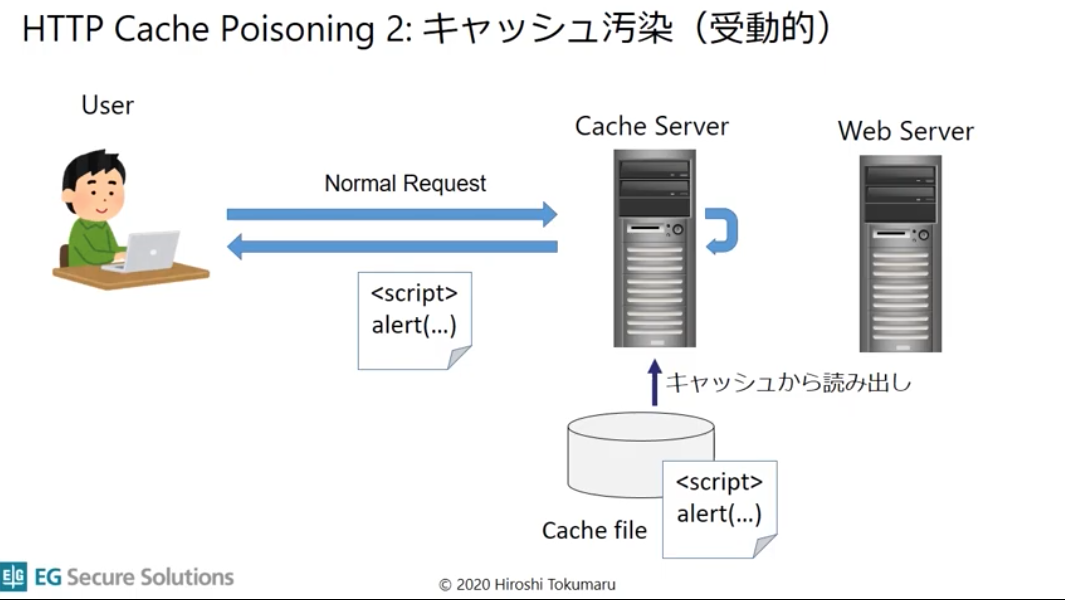 HTTP Cache Poisoning 2: キャッシュ汚染（受動的）
User
Cache Server
Web Server
Normal Request
<script>
alert(...)
キャッシュから読み出し
<script>
alert(...)
Cache file
EG EG Secure Solutions
© 2020 Hiroshi Tokumaru